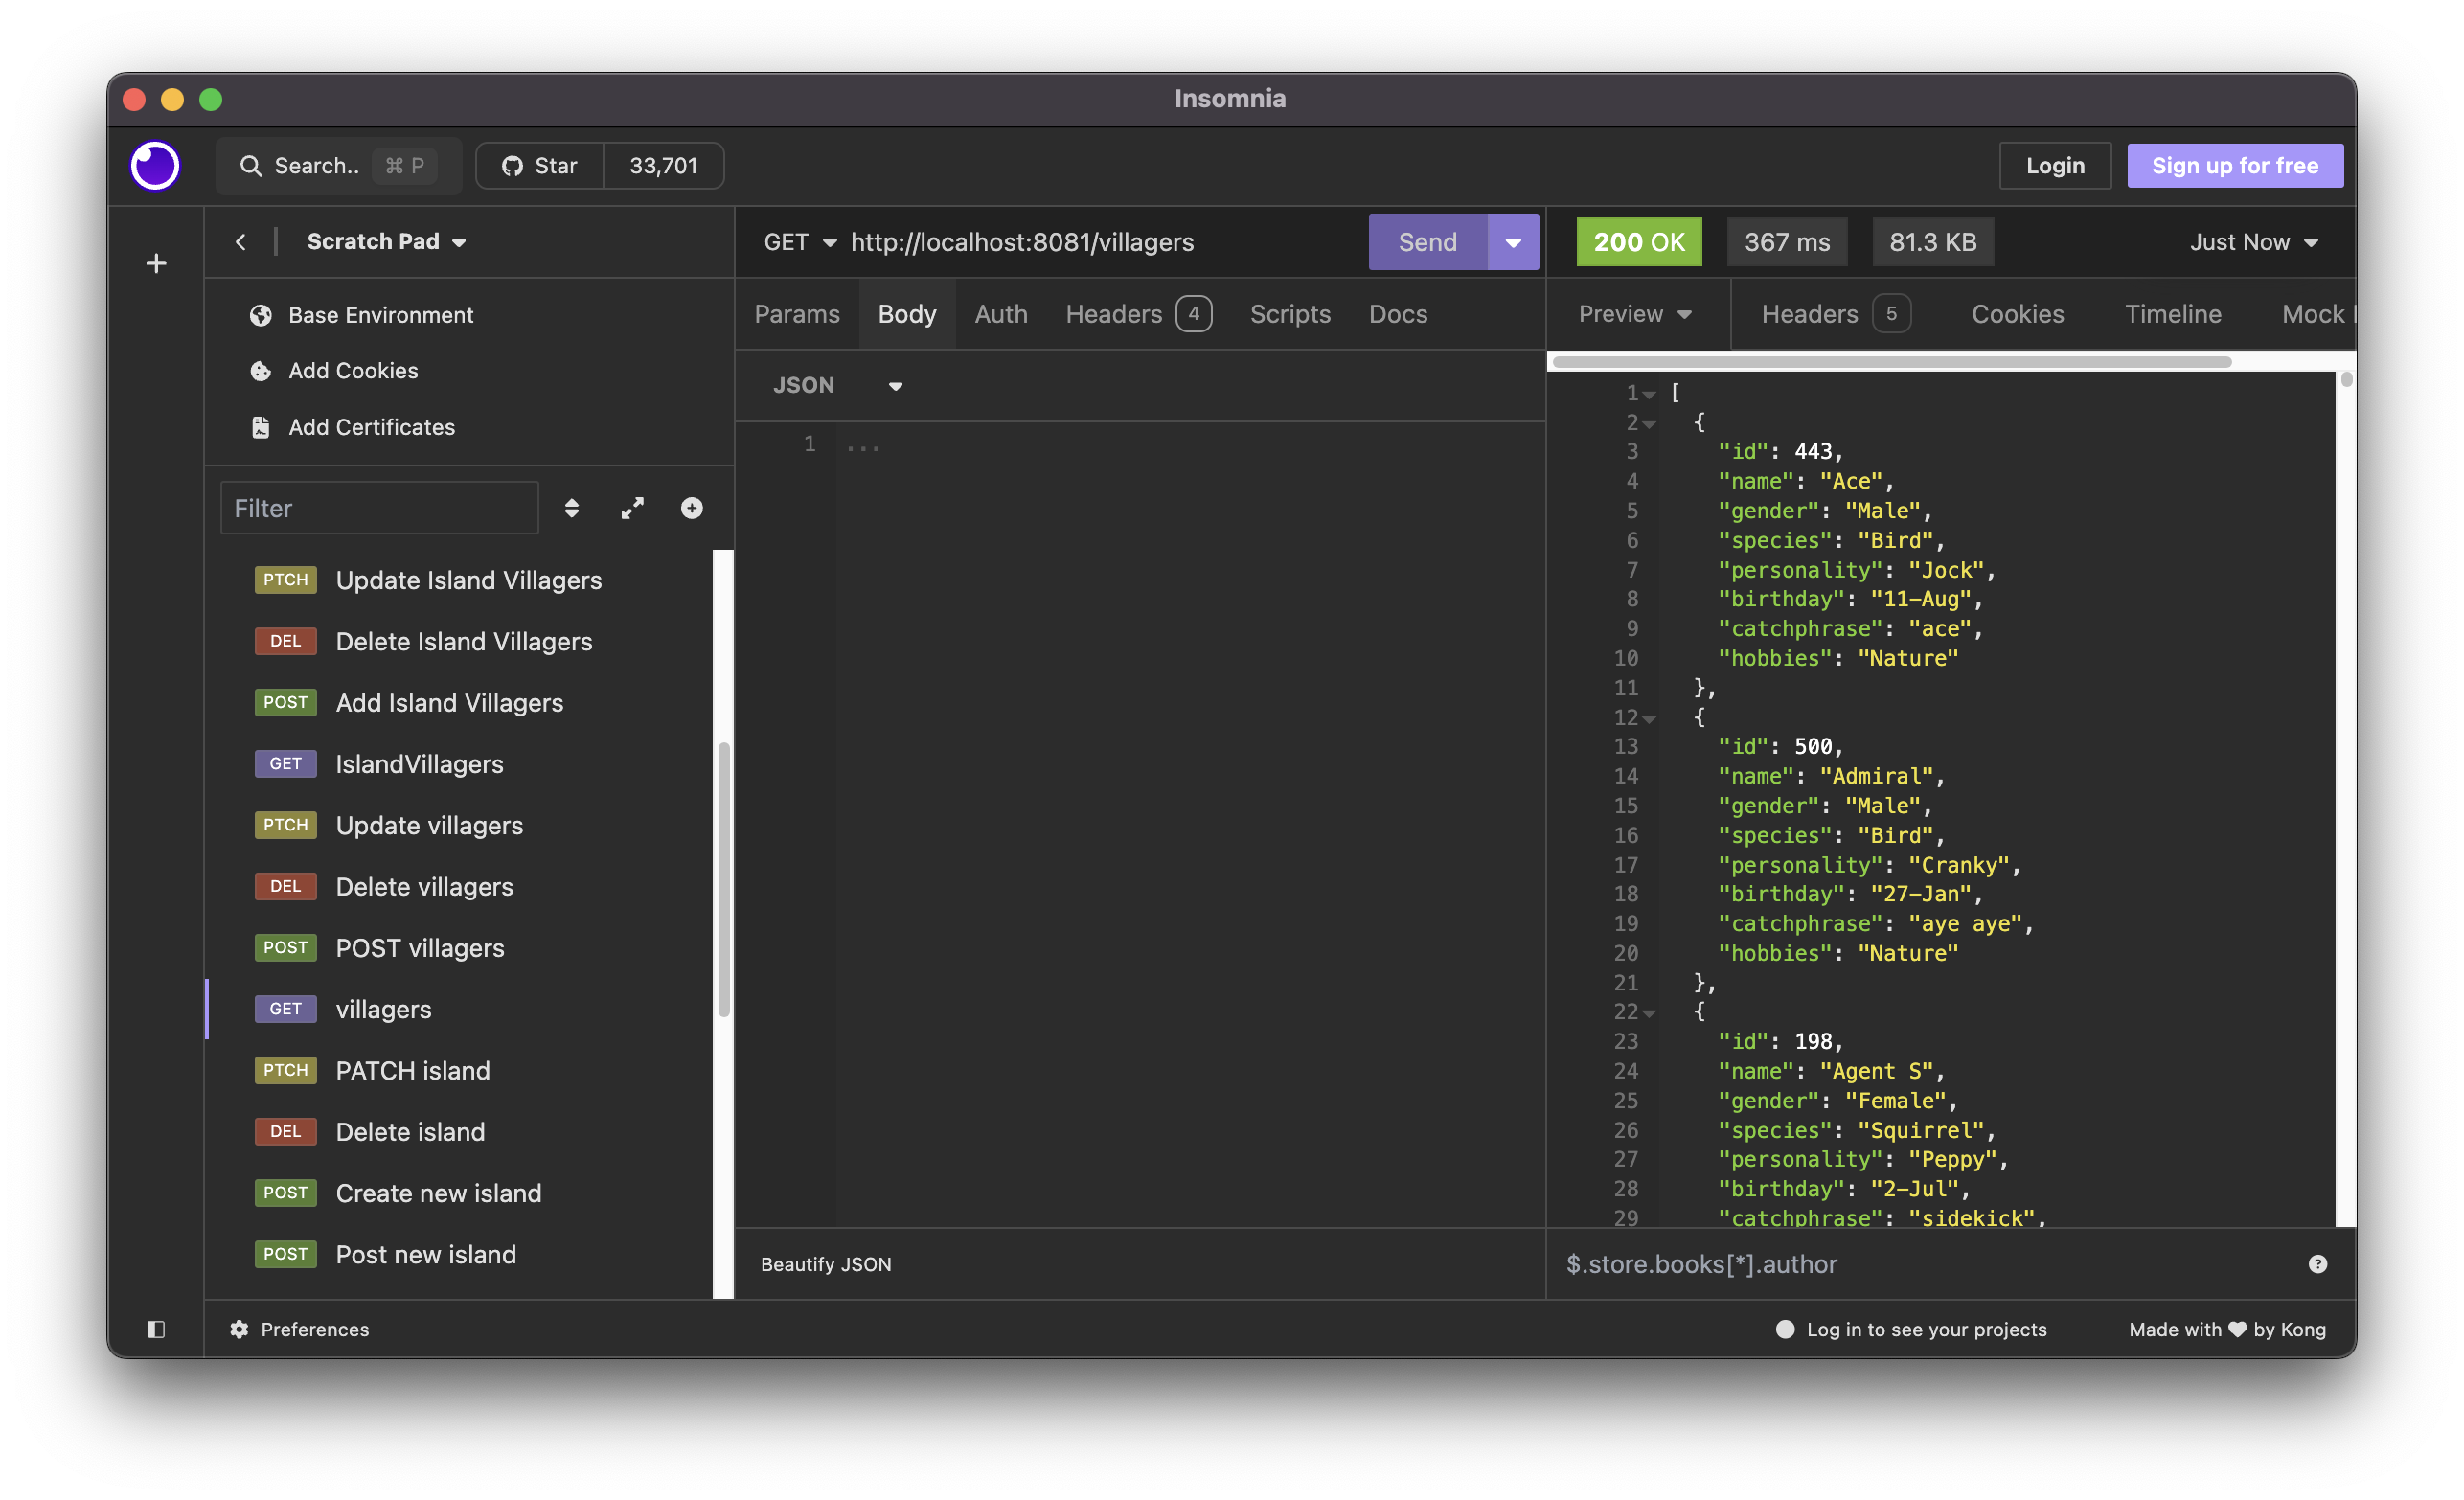 Insomnia
Search.. ⌘ P
Star 33,701
Login
Sign up for free
Scratch Pad
Base Environment
Add Cookies
Add Certificates
Filter
PTCH Update Island Villagers
DEL Delete Island Villagers
POST Add Island Villagers
GET IslandVillagers
PTCH Update villagers
DEL Delete villagers
POST POST villagers
GET villagers
PTCH PATCH island
DEL Delete island
POST Create new island
POST Post new island
Preferences
GET http://localhost:8081/villagers
Send
Params Body Auth Headers 4 Scripts Docs
JSON
1 ...
Beautify JSON
200 OK 367 ms 81.3 KB Just Now
Preview Headers 5 Cookies Timeline Mock
1 [
2 {
3 "id": 443,
4 "name": "Ace",
5 "gender": "Male",
6 "species": "Bird",
7 "personality": "Jock",
8 "birthday": "11-Aug",
9 "catchphrase": "ace",
10 "hobbies": "Nature"
11 },
12 {
13 "id": 500,
14 "name": "Admiral",
15 "gender": "Male",
16 "species": "Bird",
17 "personality": "Cranky",
18 "birthday": "27-Jan",
19 "catchphrase": "aye aye",
20 "hobbies": "Nature"
21 },
22 {
23 "id": 198,
24 "name": "Agent S",
25 "gender": "Female",
26 "species": "Squirrel",
27 "personality": "Peppy",
28 "birthday": "2-Jul",
29 "catchphrase": "sidekick",
$.store.books[*].author
Log in to see your projects
Made with ♥ by Kong